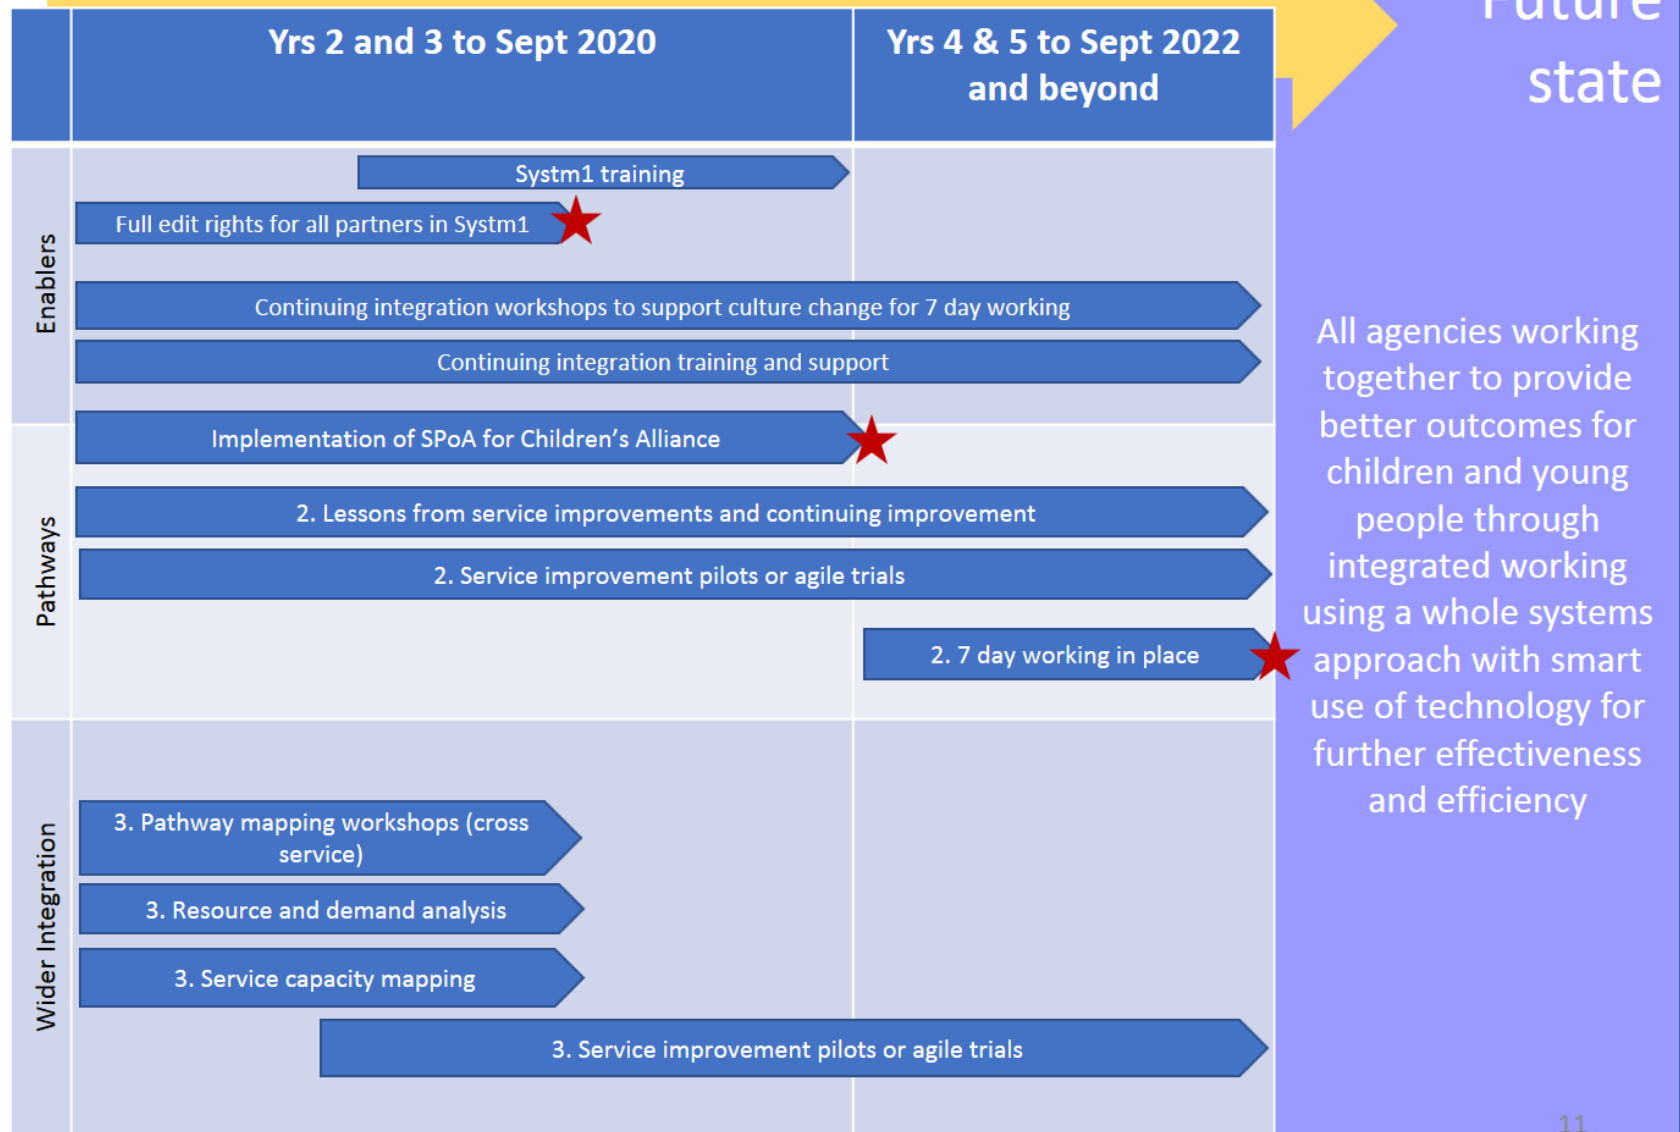 Yrs 2 and 3 to Sept 2020
Yrs 4 & 5 to Sept 2022
and beyond
Future
state
Enablers
Systm1 training
Full edit rights for all partners in Systm1
Continuing integration workshops to support culture change for 7 day working
Continuing integration training and support
Pathways
Implementation of SPoA for Children’s Alliance
2. Lessons from service improvements and continuing improvement
2. Service improvement pilots or agile trials
2. 7 day working in place
Wider Integration
3. Pathway mapping workshops (cross
service)
3. Resource and demand analysis
3. Service capacity mapping
3. Service improvement pilots or agile trials
All agencies working
together to provide
better outcomes for
children and young
people through
integrated working
using a whole systems
approach with smart
use of technology for
further effectiveness
and efficiency
11